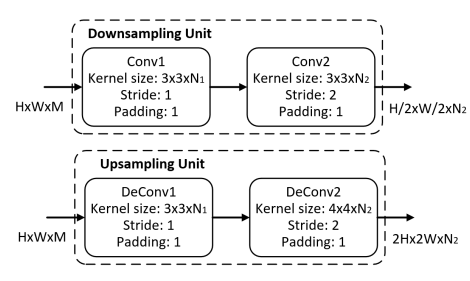 Downsampling Unit
Conv1
Kernel size: 3x3xN1
Stride: 1
Padding: 1
Conv2
Kernel size: 3x3xN2
Stride: 2
Padding: 1
HxWxM
H/2xW/2xN2
Upsampling Unit
DeConv1
Kernel size: 3x3xN1
Stride: 1
Padding: 1
DeConv2
Kernel size: 4x4xN2
Stride: 2
Padding: 1
HxWxM
2Hx2WxN2